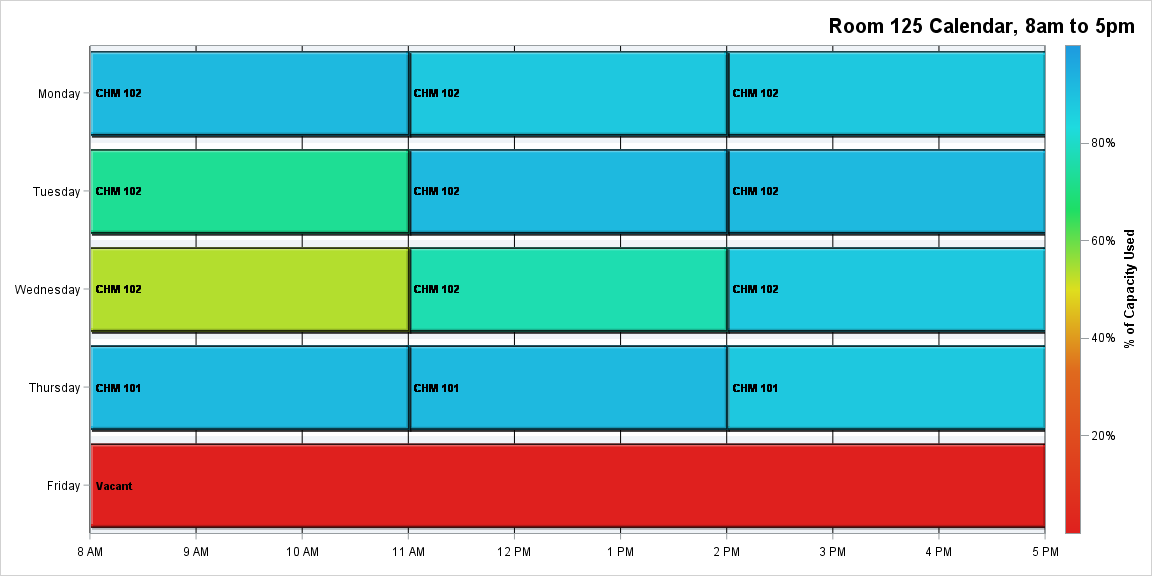 Room 125 Calendar, 8am to 5pm
Monday
CHM 102
CHM 102
CHM 102
Tuesday
CHM 102
CHM 102
CHM 102
Wednesday
CHM 102
CHM 102
CHM 102
Thursday
CHM 101
CHM 101
CHM 101
Friday
Vacant
8 AM
9 AM
10 AM
11 AM
12 PM
1 PM
2 PM
3 PM
4 PM
5 PM
80%
60%
40%
20%
% of Capacity Used